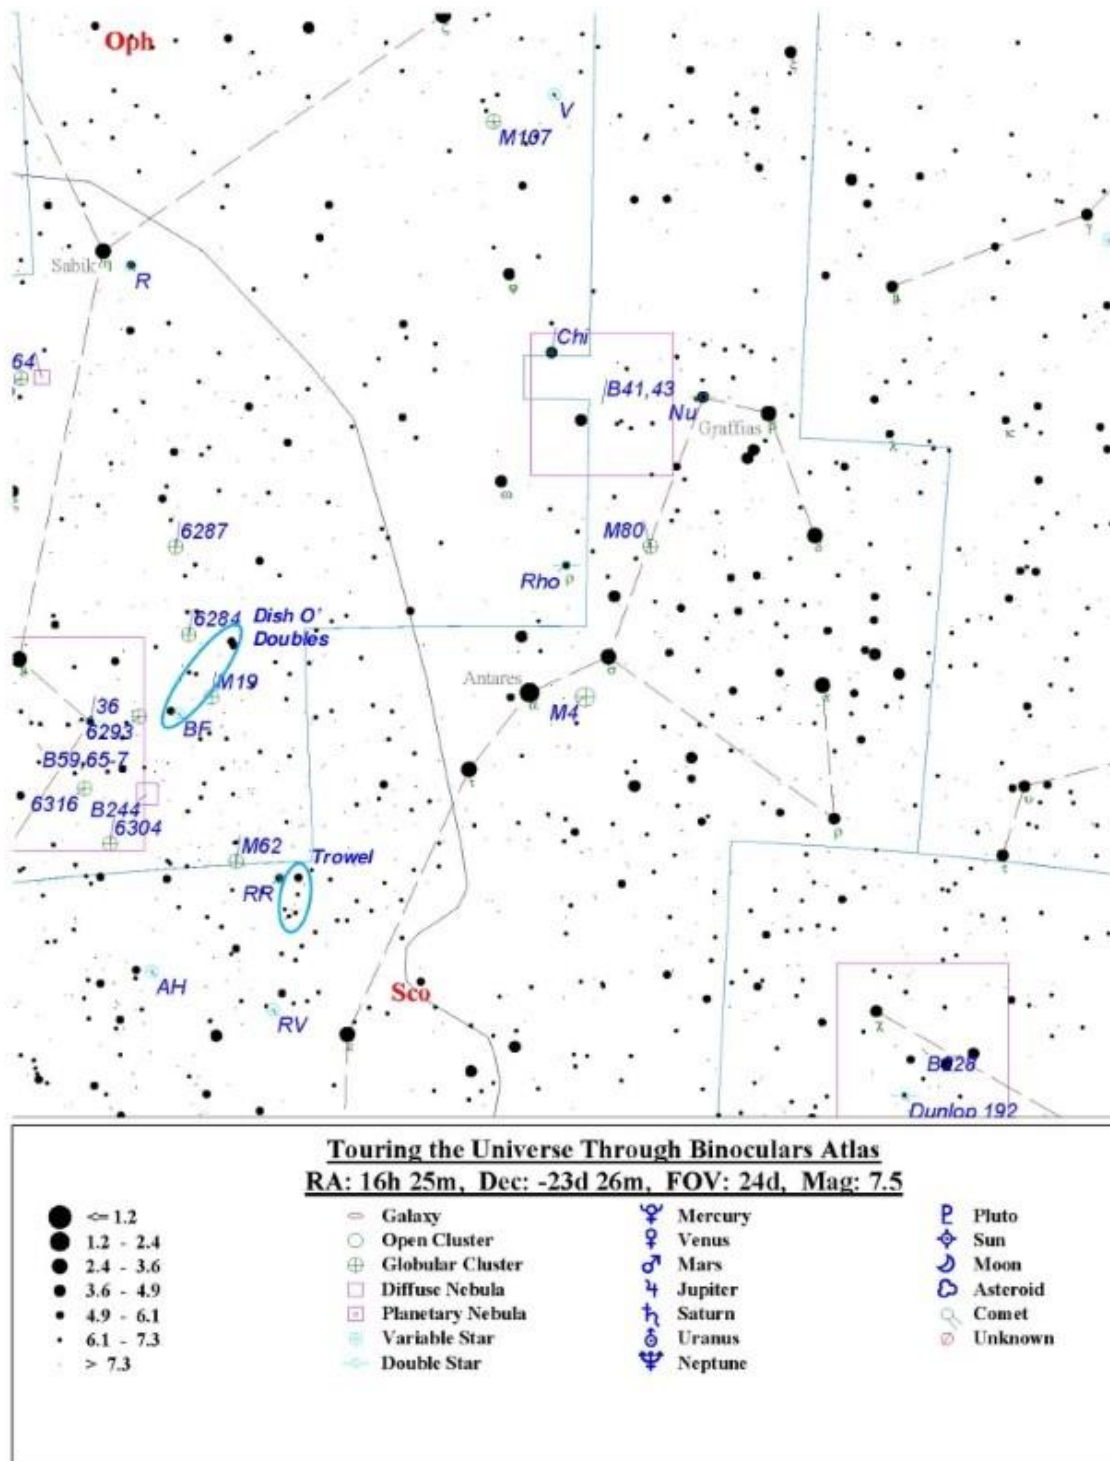 Oph
ζ
ξ
V
M107
γ
Sabik
η
R
φ
μ
Chi
64
B41,43
Nu
Graffias
β
κ
λ
ω
6287
M80
δ
Rho
ρ
6284
Dish O'
Doubles
Antares
α
σ
M19
M4
π
36
BF
6293
B59,65-7
τ
6316
B244
υ
6304
ρ
M62
Trowel
RR
AH
Sco
RV
χ
ε
B228
Dunlop 192
Touring the Universe Through Binoculars Atlas
RA: 16h 25m, Dec: -23d 26m, FOV: 24d, Mag: 7.5
<= 1.2
Galaxy
Mercury
Pluto
1.2 - 2.4
Open Cluster
Venus
Sun
2.4 - 3.6
Globular Cluster
Mars
Moon
3.6 - 4.9
Diffuse Nebula
Jupiter
Asteroid
4.9 - 6.1
Planetary Nebula
Saturn
Comet
6.1 - 7.3
Variable Star
Uranus
Unknown
> 7.3
Double Star
Neptune